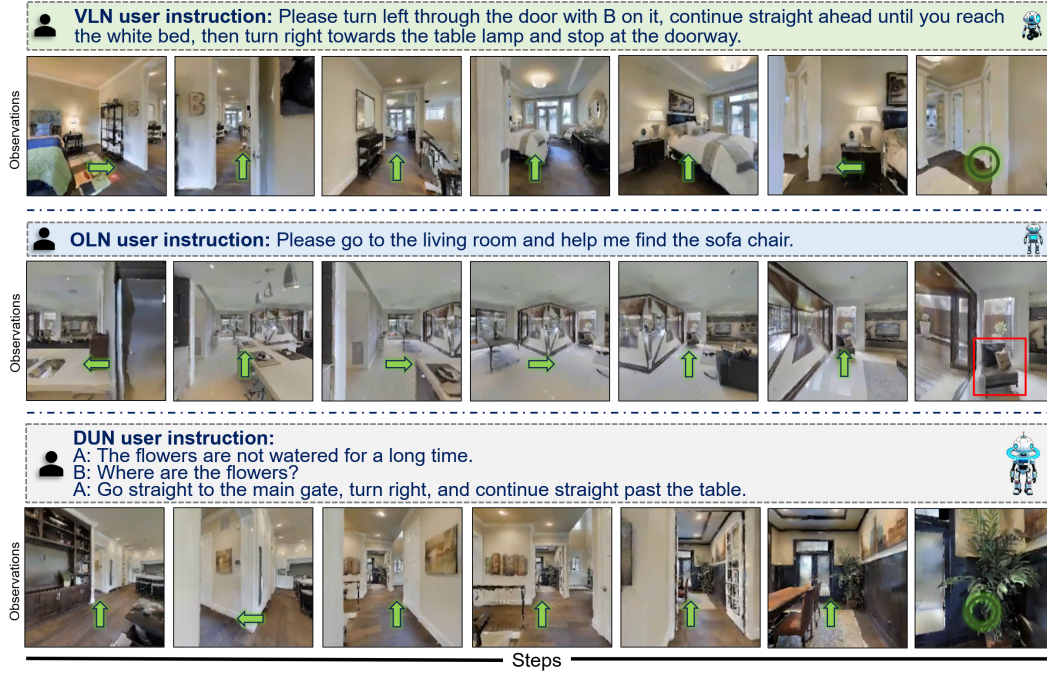 VLN user instruction: Please turn left through the door with B on it, continue straight ahead until you reach
the white bed, then turn right towards the table lamp and stop at the doorway.
Observations
B
B
OLN user instruction: Please go to the living room and help me find the sofa chair.
Observations
DUN user instruction:
A: The flowers are not watered for a long time.
B: Where are the flowers?
A: Go straight to the main gate, turn right, and continue straight past the table.
Observations
Steps